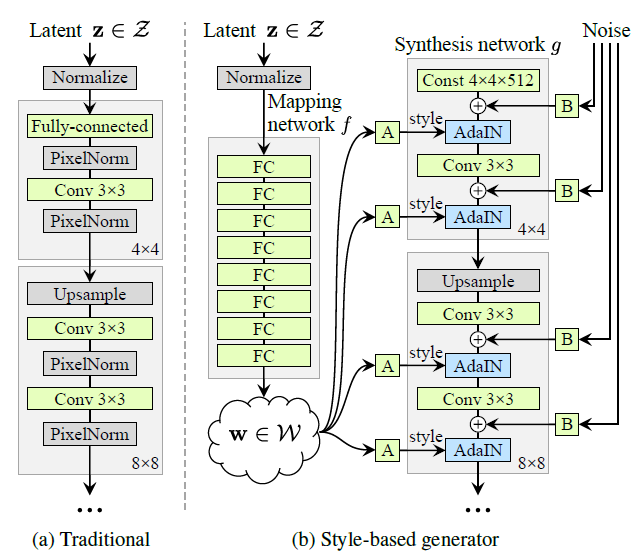 Latent z ∈ Z
Normalize
Fully-connected
PixelNorm
Conv 3×3
PixelNorm
4×4
Upsample
Conv 3×3
PixelNorm
Conv 3×3
PixelNorm
8×8
...
(a) Traditional
Latent z ∈ Z
Normalize
Mapping
network f
FC
FC
FC
FC
FC
FC
FC
FC
w ∈ W
A
style
A
style
A
style
A
style
Synthesis network g
Const 4×4×512
AdaIN
Conv 3×3
AdaIN
4×4
Upsample
Conv 3×3
AdaIN
Conv 3×3
AdaIN
8×8
...
Noise
B
B
B
B
(b) Style-based generator